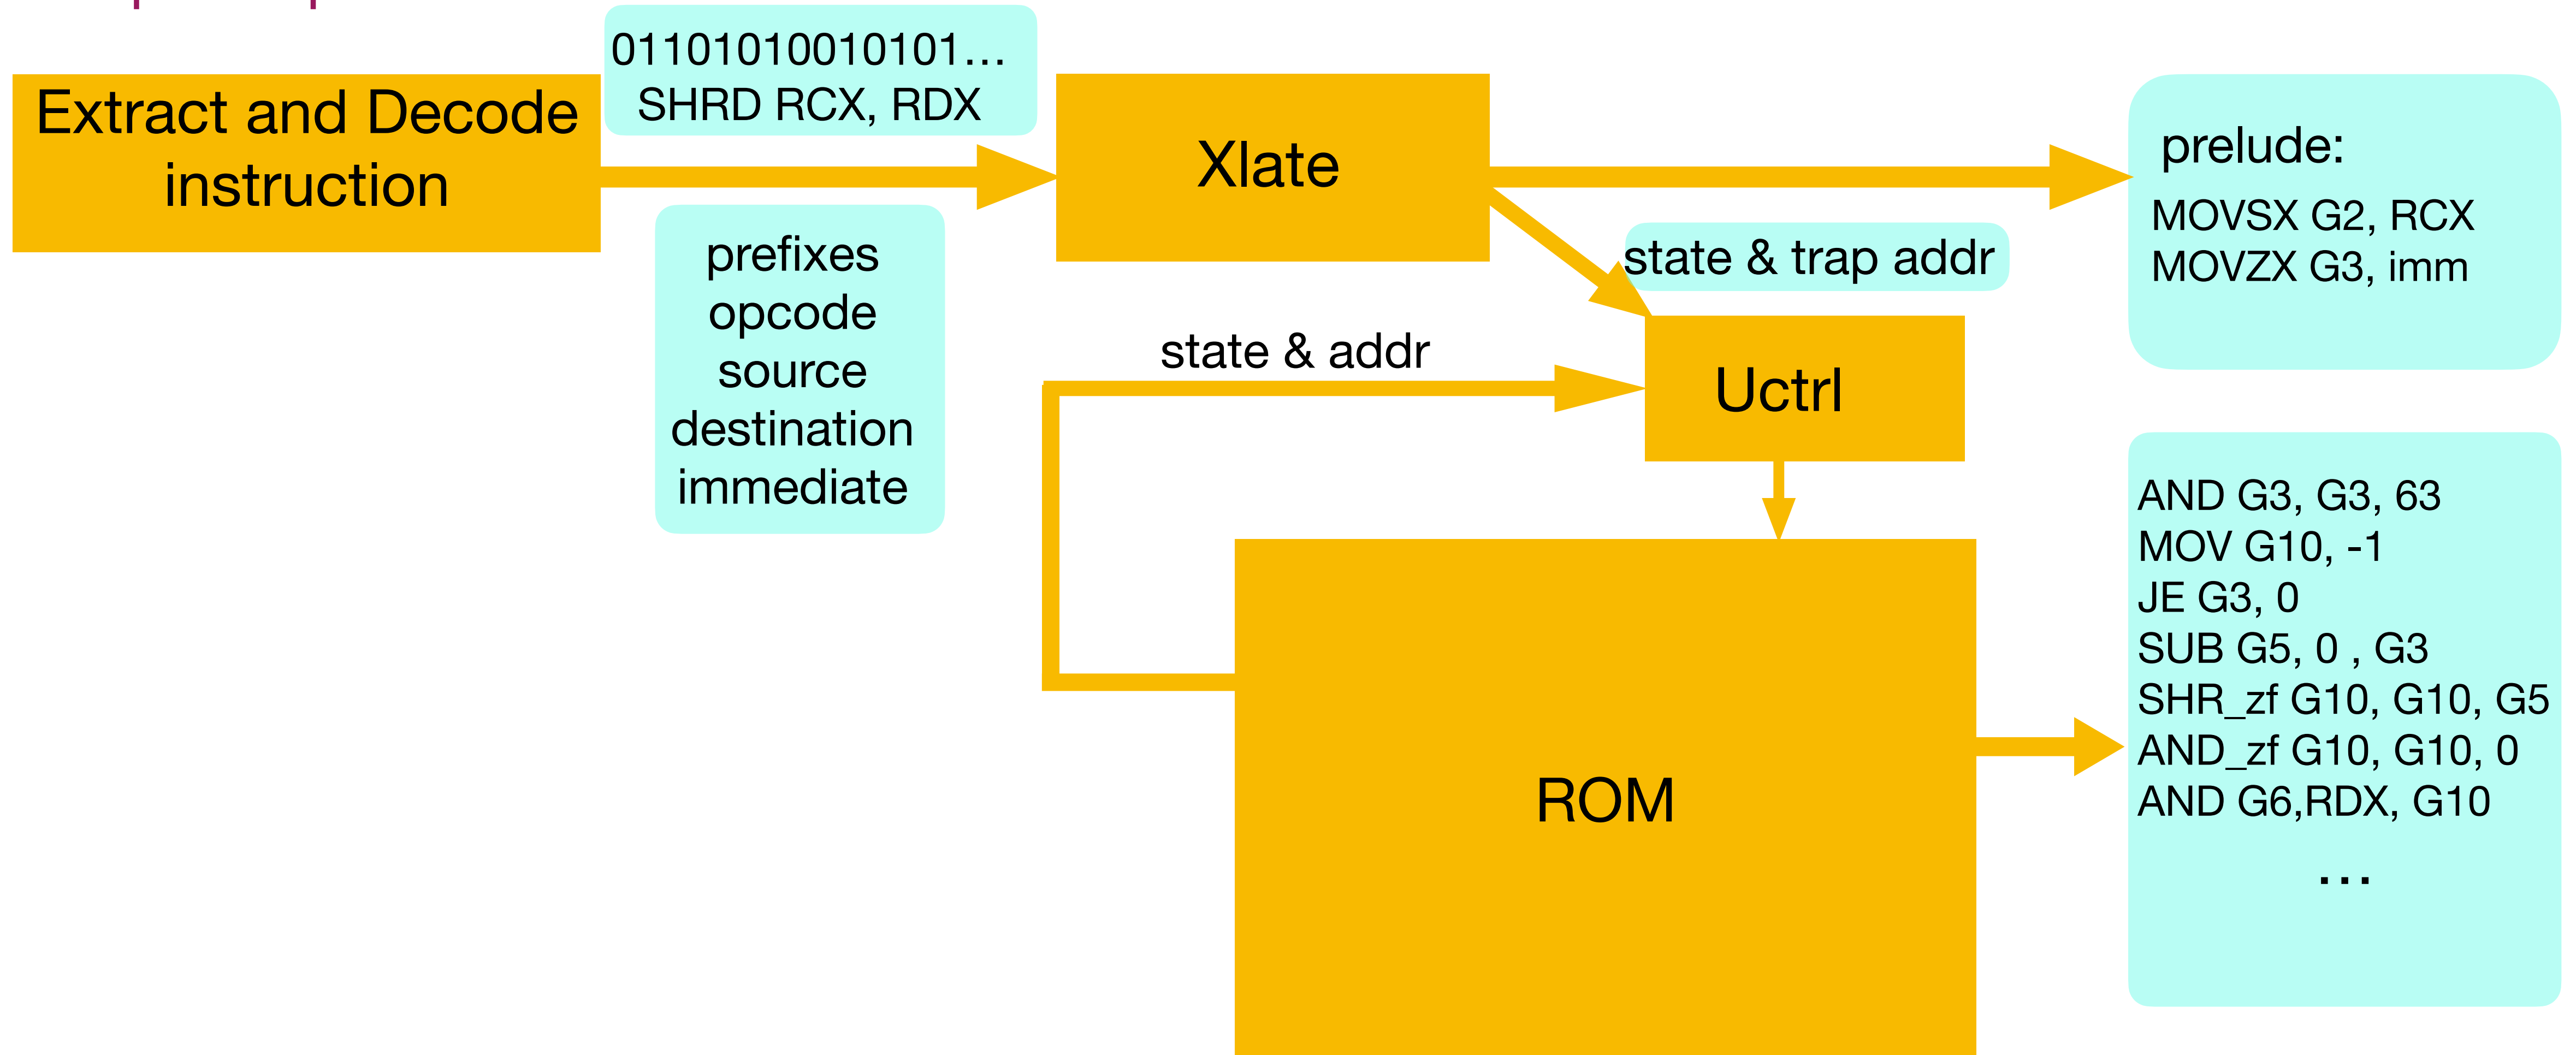 01101010010101...
SHRD RCX, RDX
Extract and Decode
instruction
Xlate
prefixes
opcode
source
destination
immediate
state & trap addr
prelude:
MOVSX G2, RCX
MOVZX G3, imm
state & addr
Uctrl
ROM
AND G3, G3, 63
MOV G10, -1
JE G3, 0
SUB G5, 0 , G3
SHR_zf G10, G10, G5
AND_zf G10, G10, 0
AND G6,RDX, G10
...